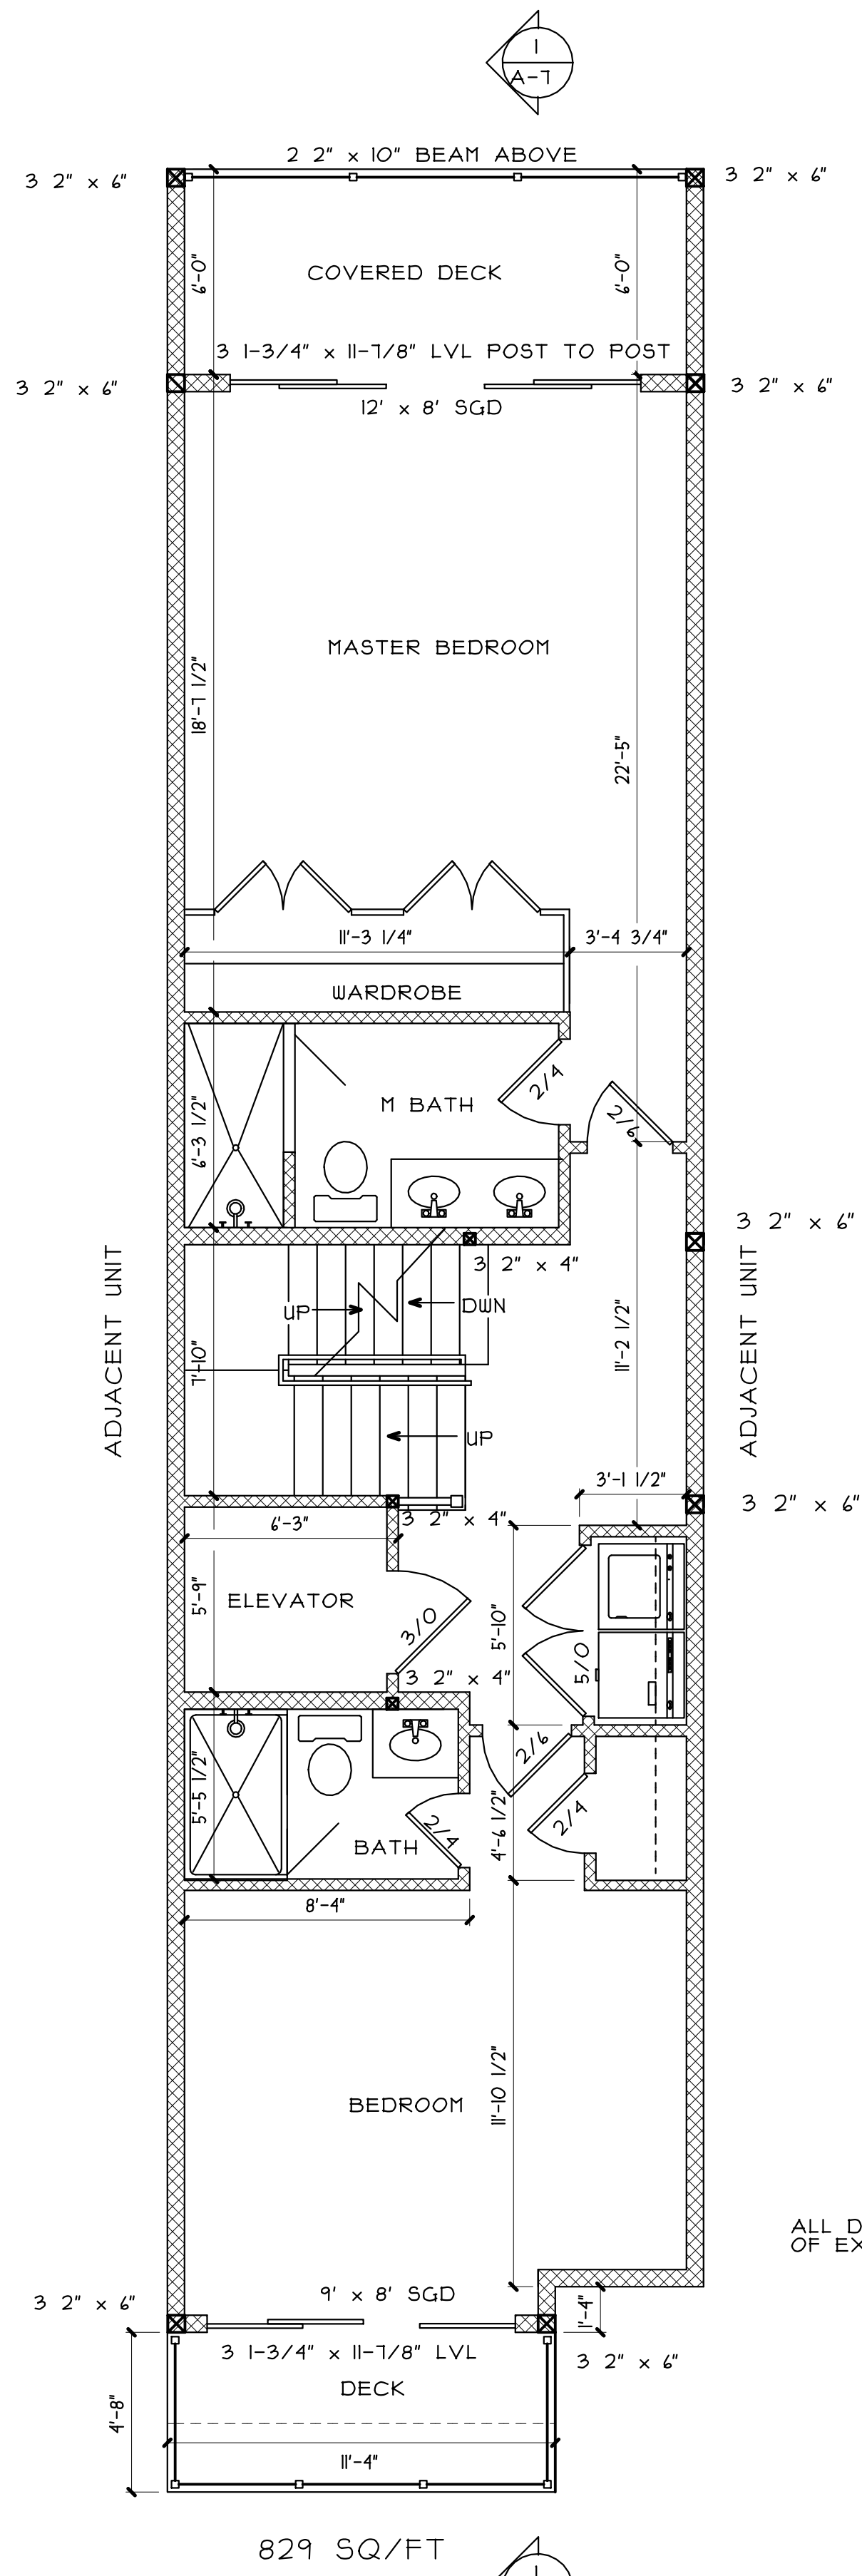 1
A-7
2 2" x 10" BEAM ABOVE
3 2" x 6"
3 2" x 6"
6'-0"
COVERED DECK
6'-0"
3 1-3/4" x 11-7/8" LVL POST TO POST
3 2" x 6"
12' x 8' SGD
3 2" x 6"
MASTER BEDROOM
18'-7 1/2"
22'-5"
11'-3 1/4"
3'-4 3/4"
WARDROBE
2/4
M BATH
2/6
6'-3 1/2"
3 2" x 6"
3 2" x 4"
ADJACENT UNIT
UP
DWN
7'-10"
11'-2 1/2"
ADJACENT UNIT
UP
3'-1 1/2"
3 2" x 6"
3 2" x 4"
6'-3"
5'-9"
ELEVATOR
3/0
5'-10"
5/0
3 2" x 4"
2/6
5'-5 1/2"
BATH
2/4
4'-6 1/2"
2/4
8'-4"
11'-10 1/2"
BEDROOM
ALL D
OF EX
9' x 8' SGD
3 2" x 6"
1'-4"
3 1-3/4" x 11-7/8" LVL
3 2" x 6"
DECK
4'-8"
11'-4"
829 SQ/FT
1